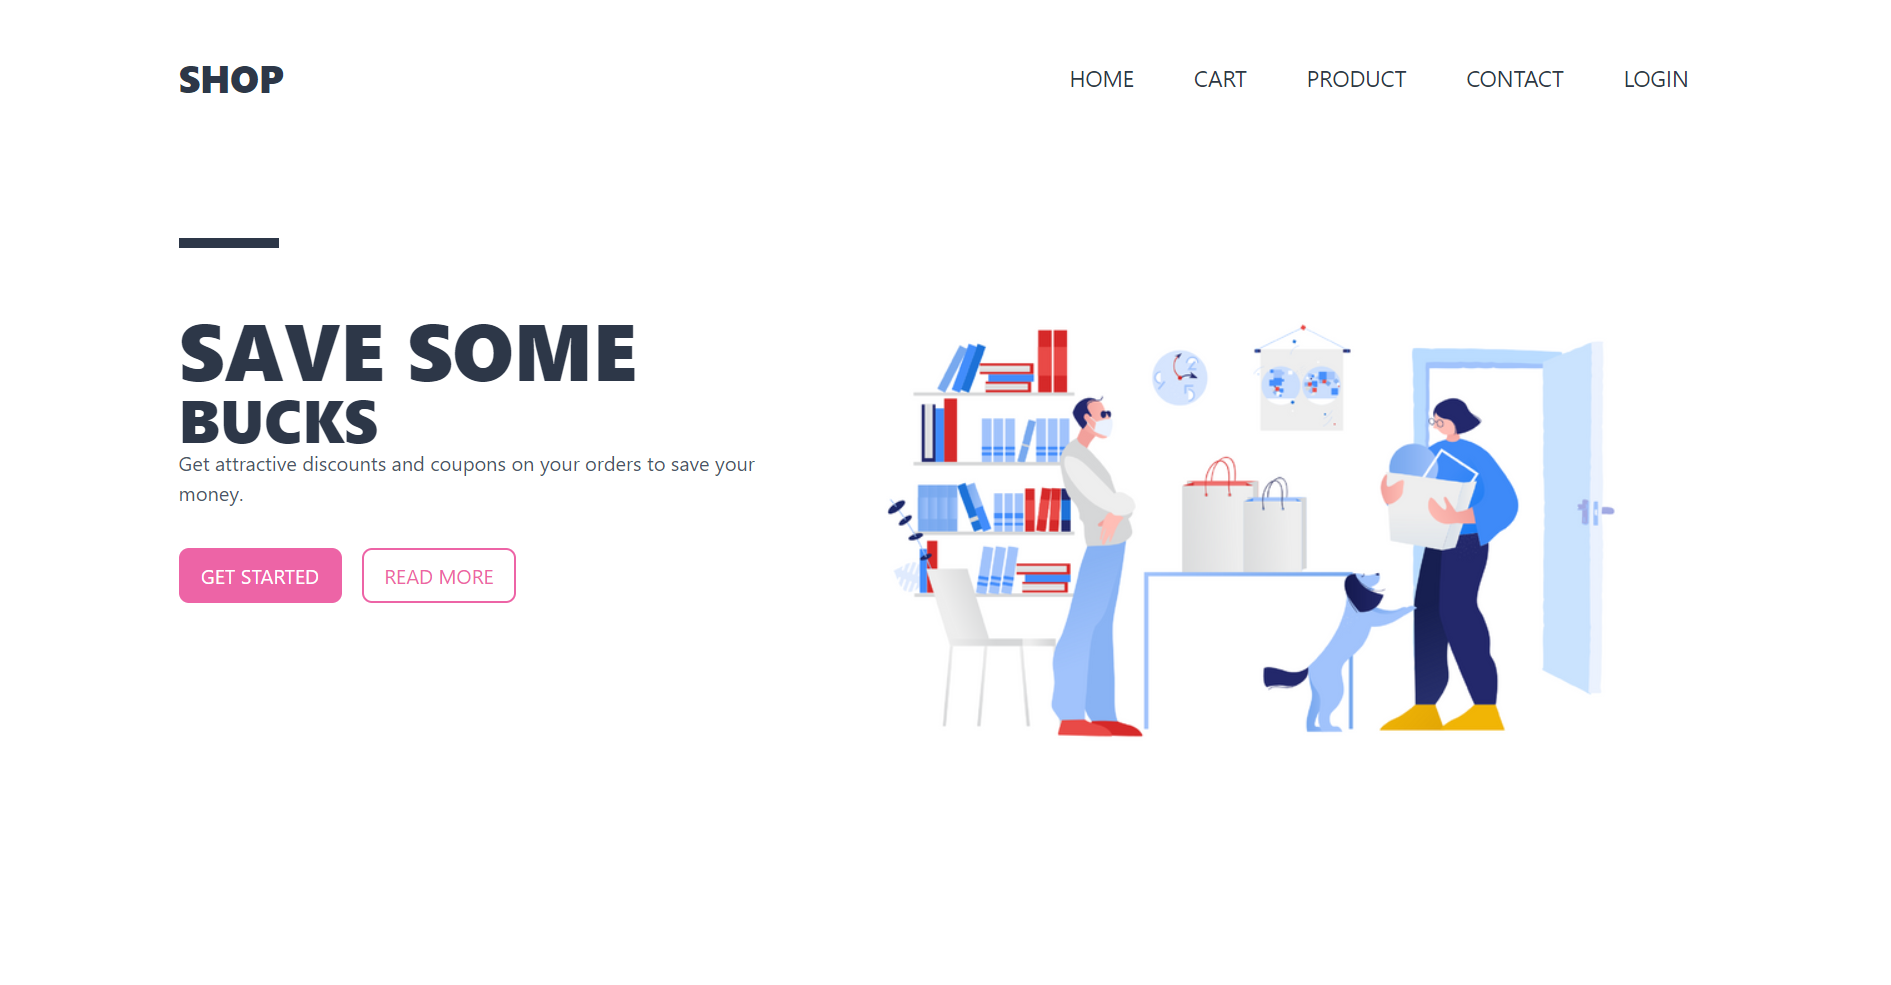 SHOP
HOME CART PRODUCT CONTACT LOGIN
SAVE SOME
BUCKS
Get attractive discounts and coupons on your orders to save your
money.
GET STARTED READ MORE